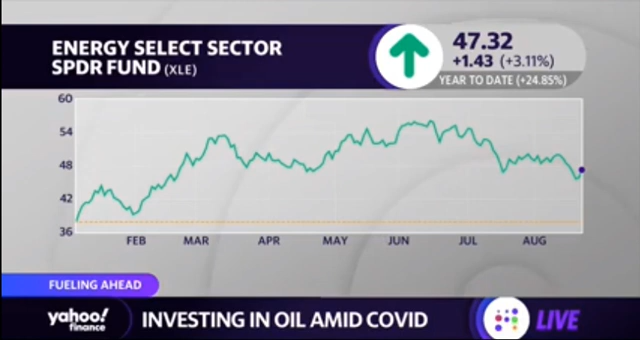 ENERGY SELECT SECTOR
SPDR FUND (XLE)
47.32
+1.43 (+3.11%)
YEAR TO DATE (+24.85%)
60
54
48
42
36
FEB MAR APR MAY JUN JUL AUG
FUELING AHEAD
yahoo!
finance
INVESTING IN OIL AMID COVID
LIVE